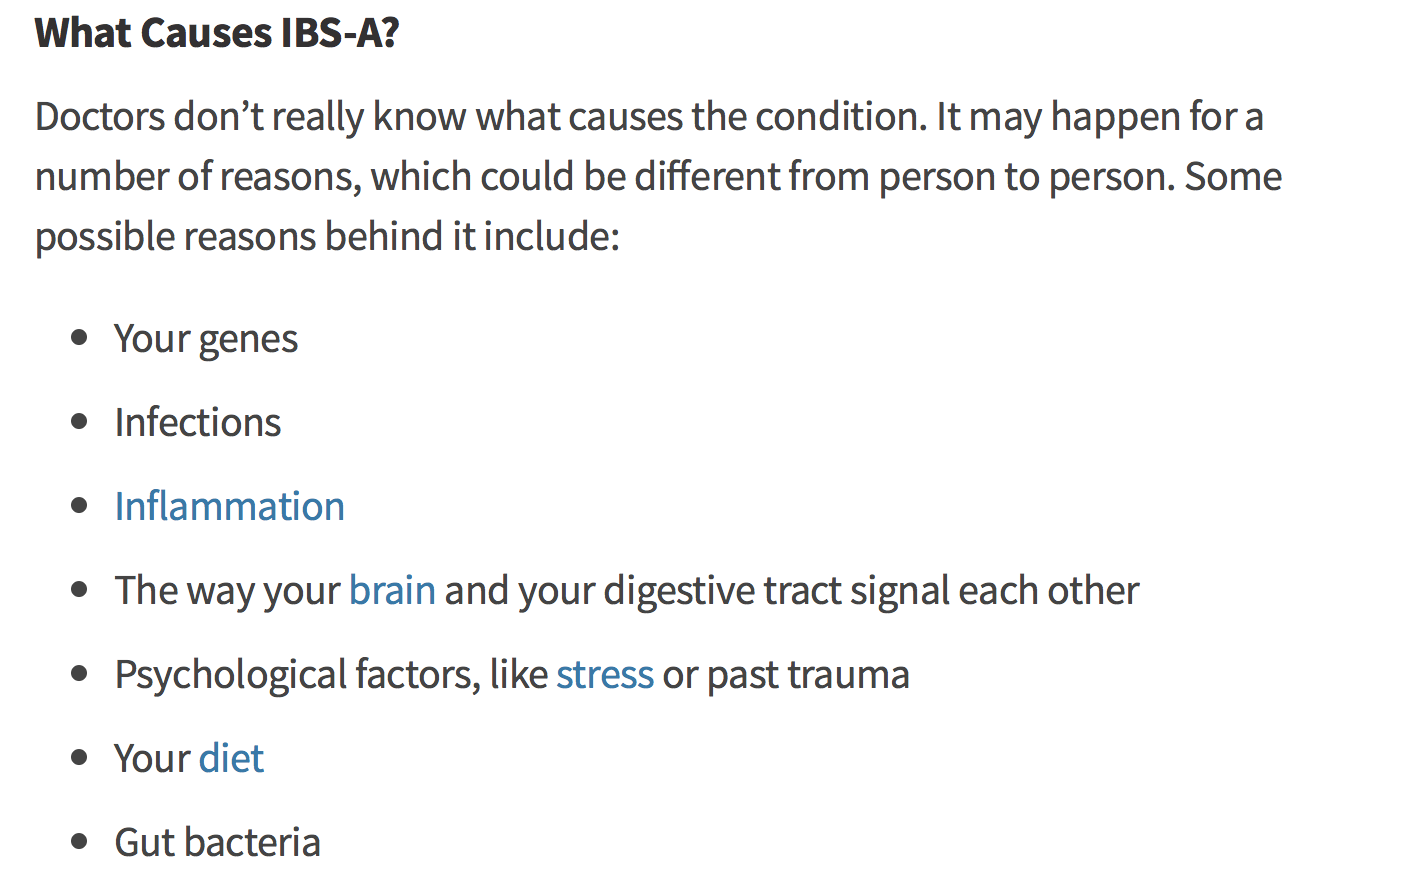 What Causes IBS-A?
Doctors don’t really know what causes the condition. It may happen for a
number of reasons, which could be different from person to person. Some
possible reasons behind it include:
• Your genes
• Infections
• Inflammation
• The way your brain and your digestive tract signal each other
• Psychological factors, like stress or past trauma
• Your diet
• Gut bacteria